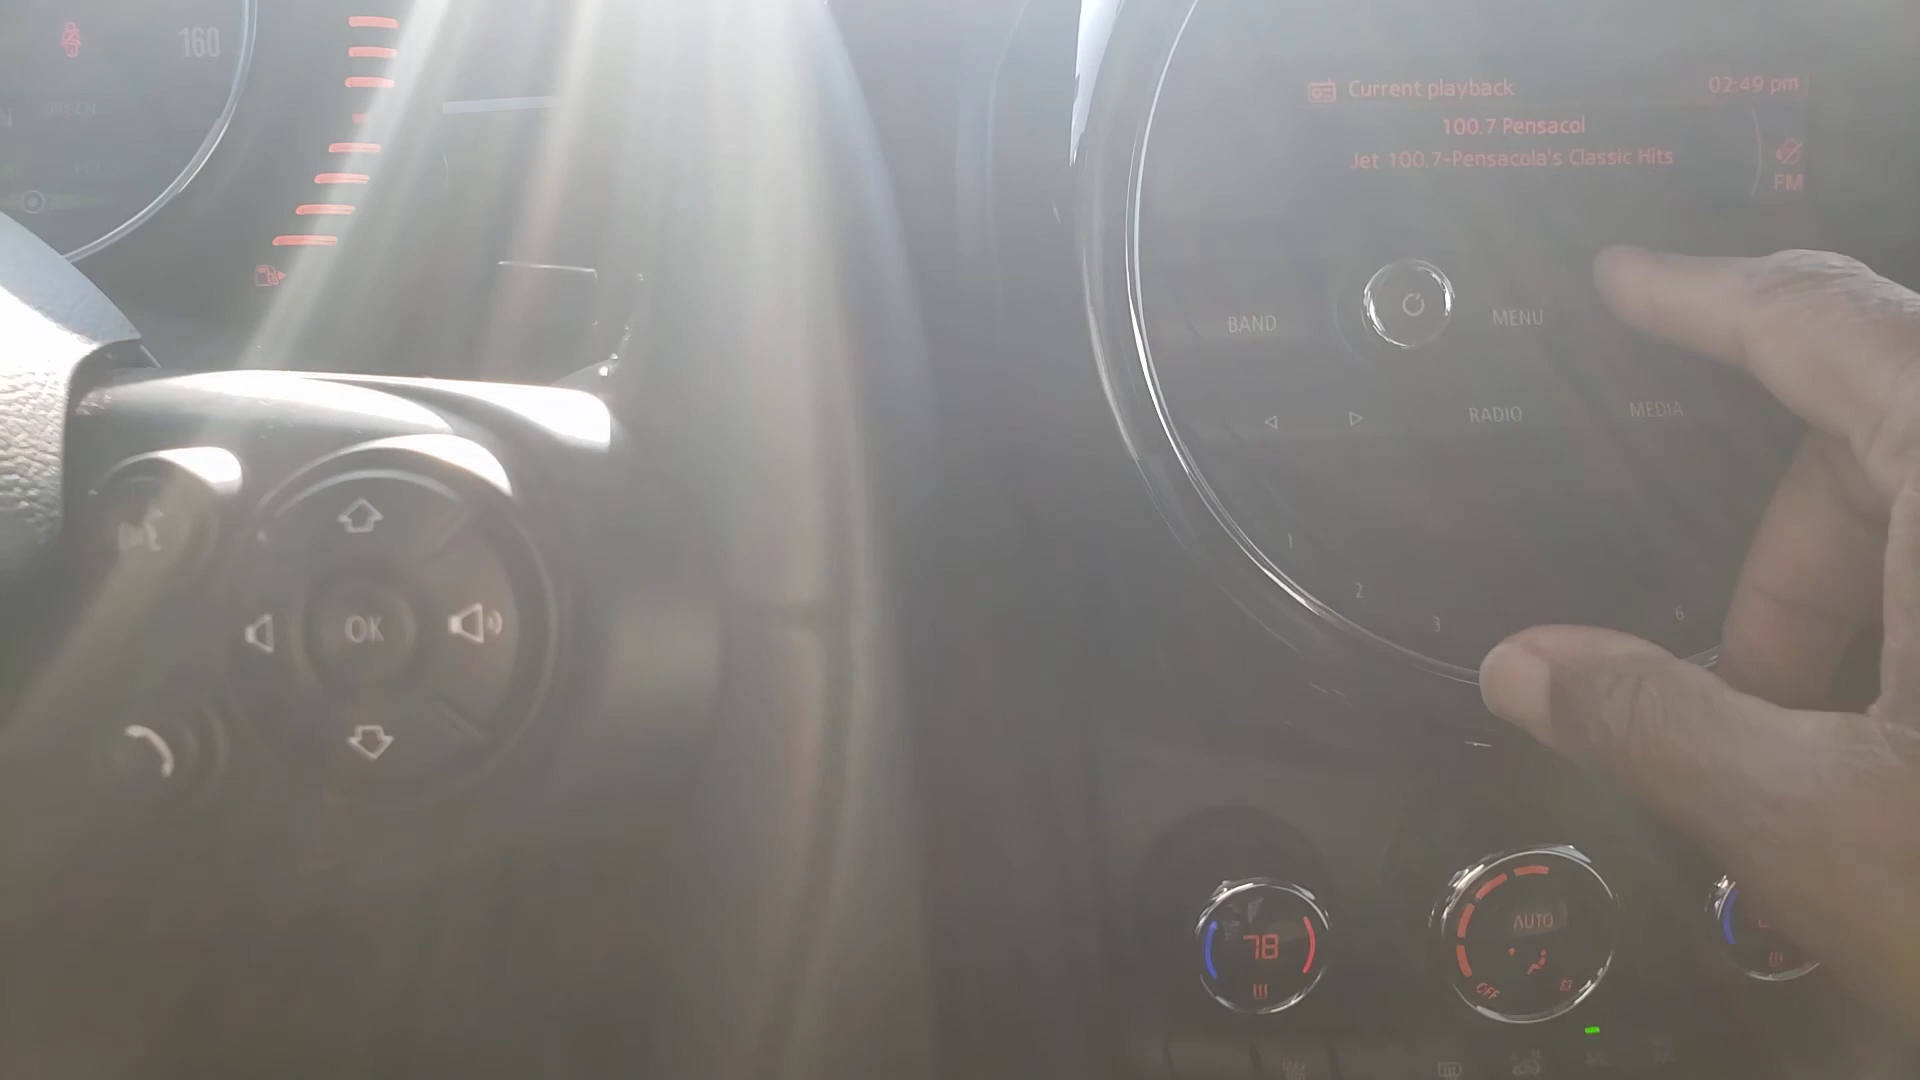 160
GREEN
Current playback
02:49 pm
100.7 Pensacol
Jet 100.7-Pensacola's Classic Hits
FM
BAND
MENU
RADIO
MEDIA
1
2
3
6
OK
78
AUTO
OFF